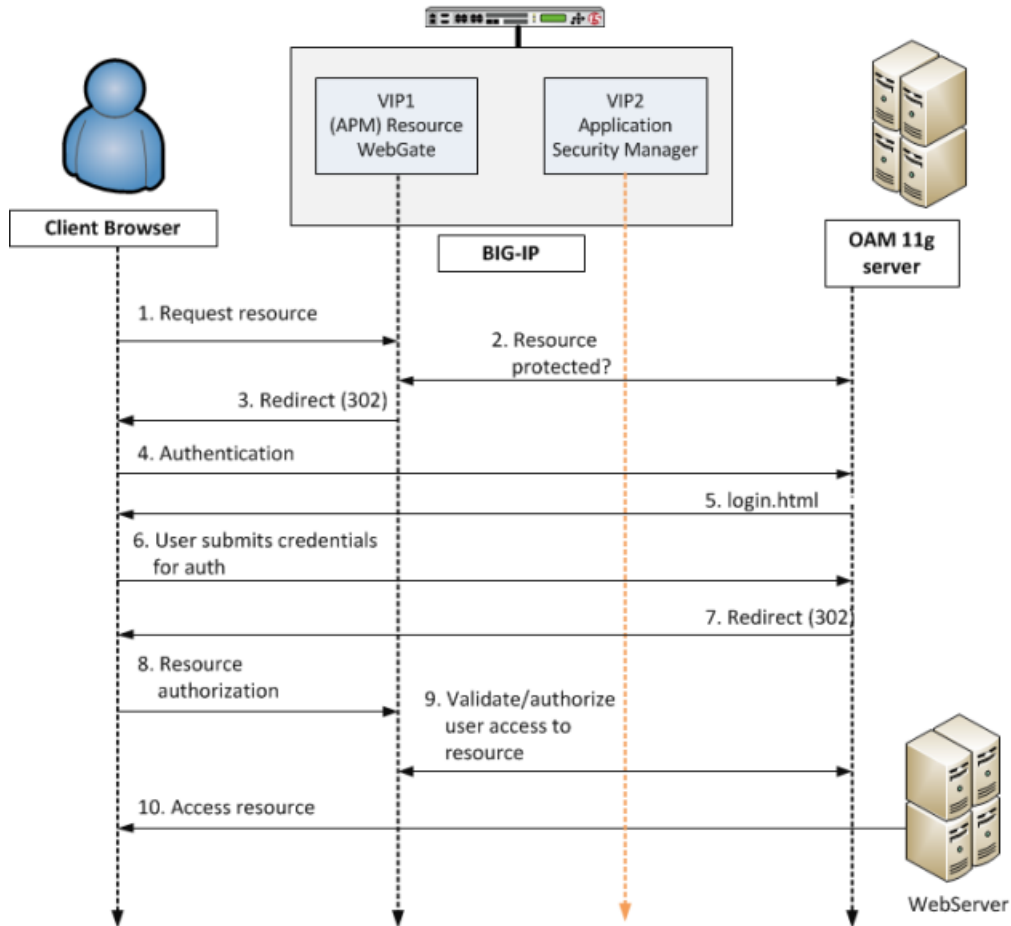 VIP1
(APM) Resource
WebGate
VIP2
Application
Security Manager
Client Browser
BIG-IP
OAM 11g
server
1. Request resource
2. Resource
protected?
3. Redirect (302)
4. Authentication
5. login.html
6. User submits credentials
for auth
7. Redirect (302)
8. Resource
authorization
9. Validate/authorize
user access to
resource
10. Access resource
WebServer